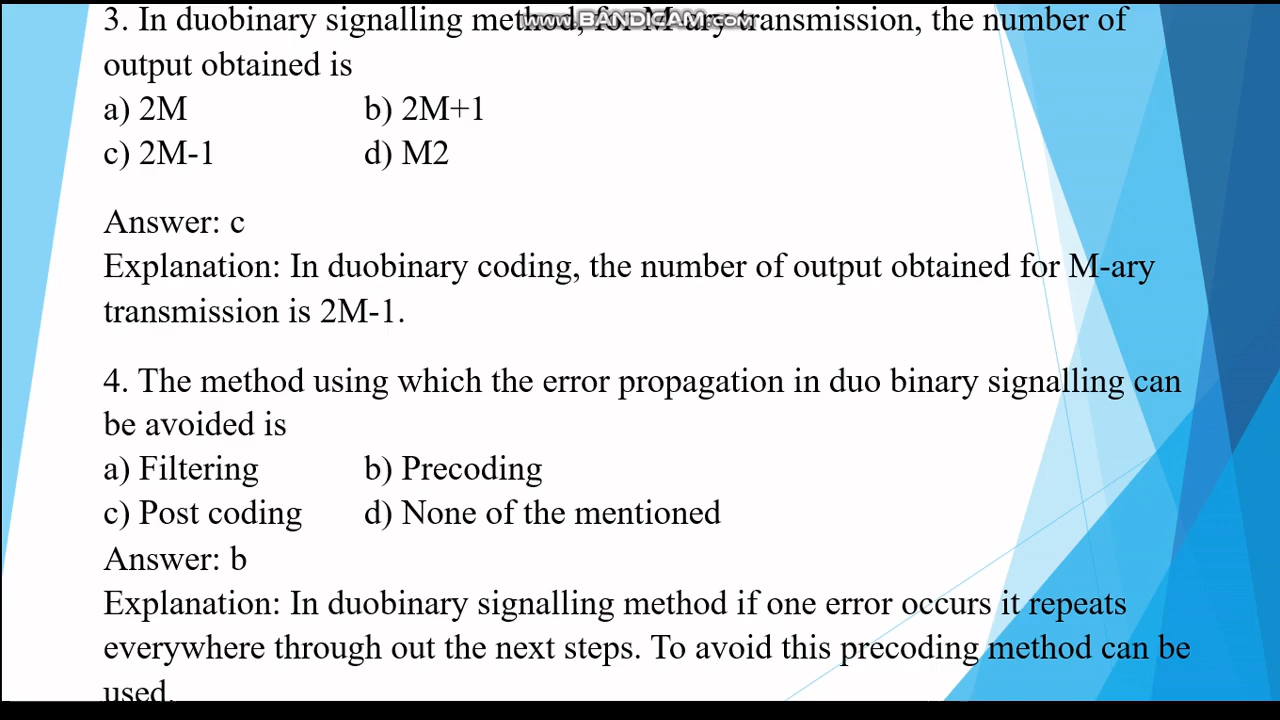 www.BANDICAM.com
3. In duobinary signalling method, for M-ary transmission, the number of
output obtained is
a) 2M b) 2M+1
c) 2M-1 d) M2
Answer: c
Explanation: In duobinary coding, the number of output obtained for M-ary
transmission is 2M-1.
4. The method using which the error propagation in duo binary signalling can
be avoided is
a) Filtering b) Precoding
c) Post coding d) None of the mentioned
Answer: b
Explanation: In duobinary signalling method if one error occurs it repeats
everywhere through out the next steps. To avoid this precoding method can be
used.